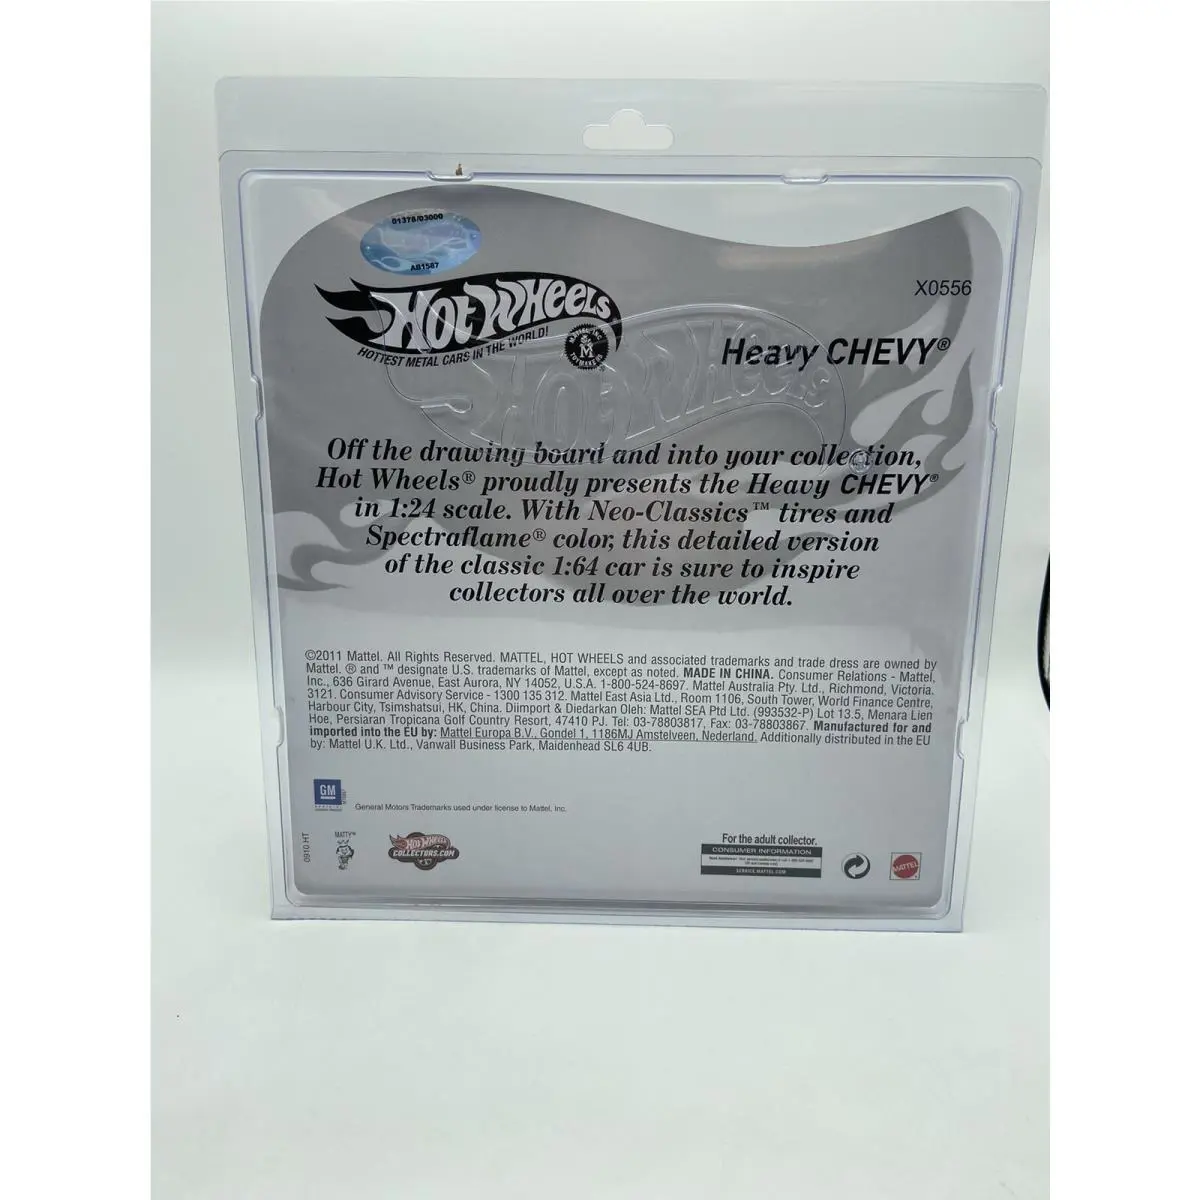 01378/03000
AB1587
X0556
Hot Wheels
HOTTEST METAL CARS IN THE WORLD!
M
Heavy CHEVY®
Hot Wheels
Off the drawing board and into your collection,
Hot Wheels® proudly presents the Heavy CHEVY®
in 1:24 scale. With Neo-Classics™ tires and
Spectraflame® color, this detailed version
of the classic 1:64 car is sure to inspire
collectors all over the world.
©2011 Mattel. All Rights Reserved. MATTEL, HOT WHEELS and associated trademarks and trade dress are owned by
Mattel. ® and ™ designate U.S. trademarks of Mattel, except as noted. MADE IN CHINA. Consumer Relations - Mattel,
Inc., 636 Girard Avenue, East Aurora, NY 14052, U.S.A. 1-800-524-8697. Mattel Australia Pty. Ltd., Richmond, Victoria.
3121. Consumer Advisory Service - 1300 135 312. Mattel East Asia Ltd., Room 1106, South Tower, World Finance Centre,
Harbour City, Tsimshatsui, HK, China. Diimport & Diedarkan Oleh: Mattel SEA Ptd Ltd. (993532-P) Lot 13.5, Menara Lien
Hoe, Persiaran Tropicana Golf Country Resort, 47410 PJ. Tel: 03-78803817, Fax: 03-78803867. Manufactured for and
imported into the EU by: Mattel Europa B.V., Gondel 1, 1186MJ Amstelveen, Nederland. Additionally distributed in the EU
by: Mattel U.K. Ltd., Vanwall Business Park, Maidenhead SL6 4UB.
GM
General Motors Trademarks used under license to Mattel, Inc.
0910 HT
MATTY™
Hot Wheels
COLLECTORS.COM
For the adult collector.
CONSUMER INFORMATION
SERVICE.MATTEL.COM
MATTEL